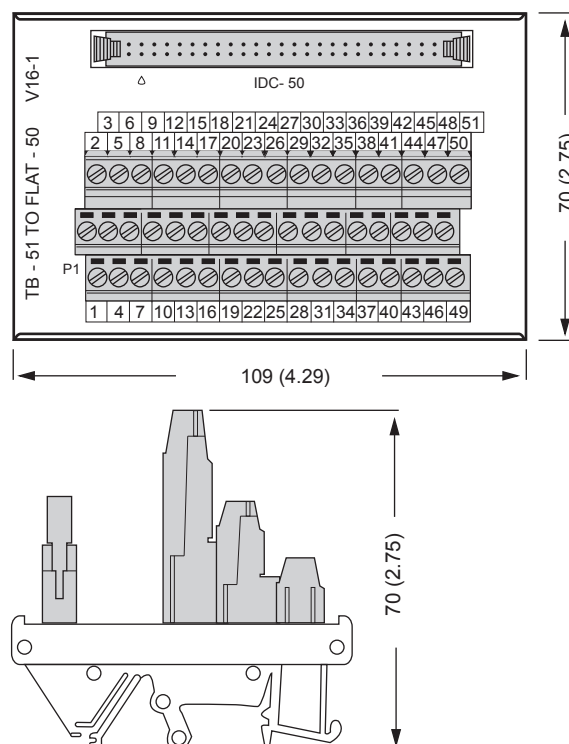 IDC- 50
TB - 51 TO FLAT - 50 V16-1
3 6 9 12 15 18 21 24 27 30 33 36 39 42 45 48 51
2 5 8 11 14 17 20 23 26 29 32 35 38 41 44 47 50
P1
1 4 7 10 13 16 19 22 25 28 31 34 37 40 43 46 49
70 (2.75)
109 (4.29)
70 (2.75)